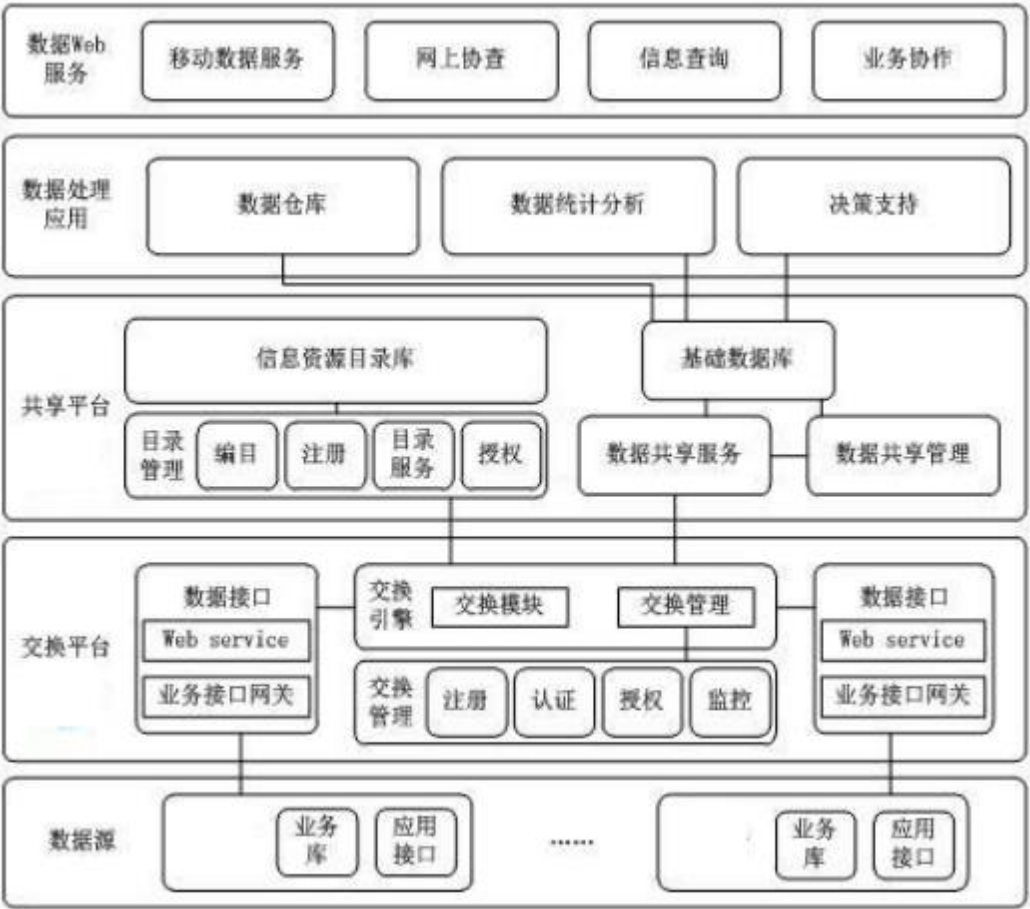 数据Web
服务
移动数据服务
网上协查
信息查询
业务协作
数据处理
应用
数据仓库
数据统计分析
决策支持
共享平台
信息资源目录库
基础数据库
目录
管理
编目
注册
目录
服务
授权
数据共享服务
数据共享管理
交换平台
数据接口
Web service
业务接口网关
交换
引擎
交换模块
交换管理
交换
管理
注册
认证
授权
监控
数据接口
Web service
业务接口网关
数据源
业务
库
应用
接口
......
业务
库
应用
接口